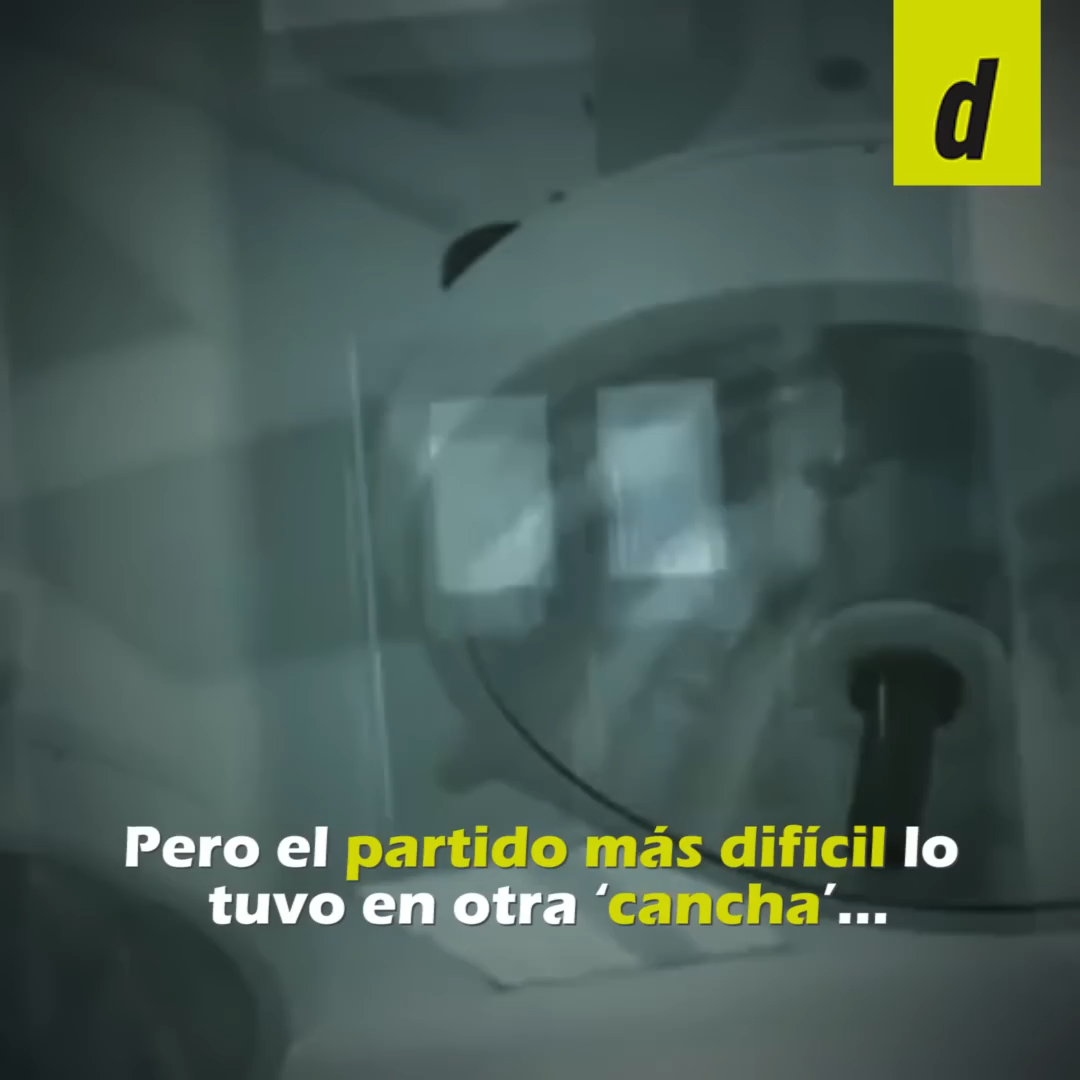 d
Pero el partido más difícil lo
tuvo en otra ‘cancha’...